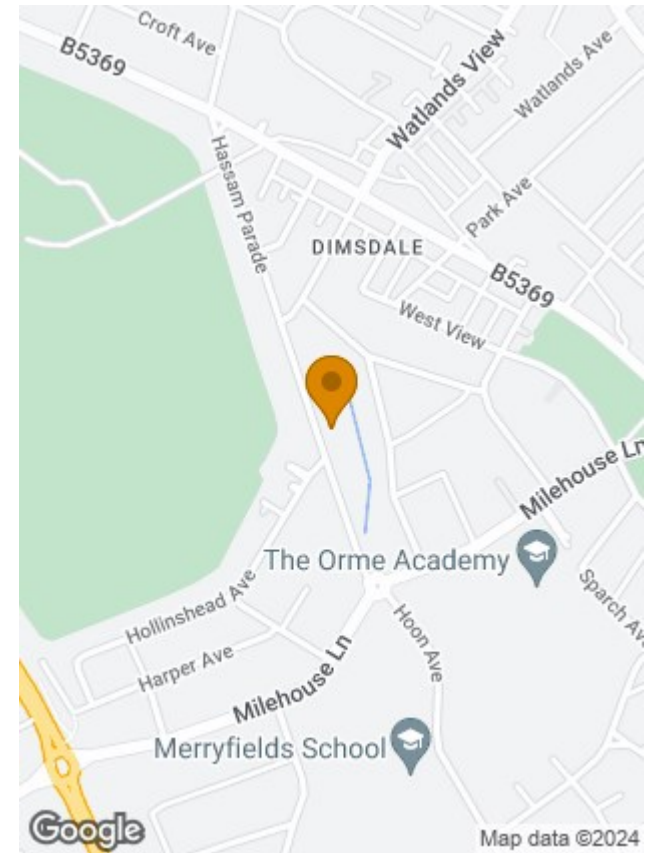 Croft Ave
B5369
Watlands View
Watlands Ave
Hassam Parade
Park Ave
DIMSDALE
B5369
West View
Milehouse Ln
The Orme Academy
Sparch Ave
Hollinshead Ave
Hoon Ave
Harper Ave
Milehouse Ln
Merryfields School
Google
Map data ©2024